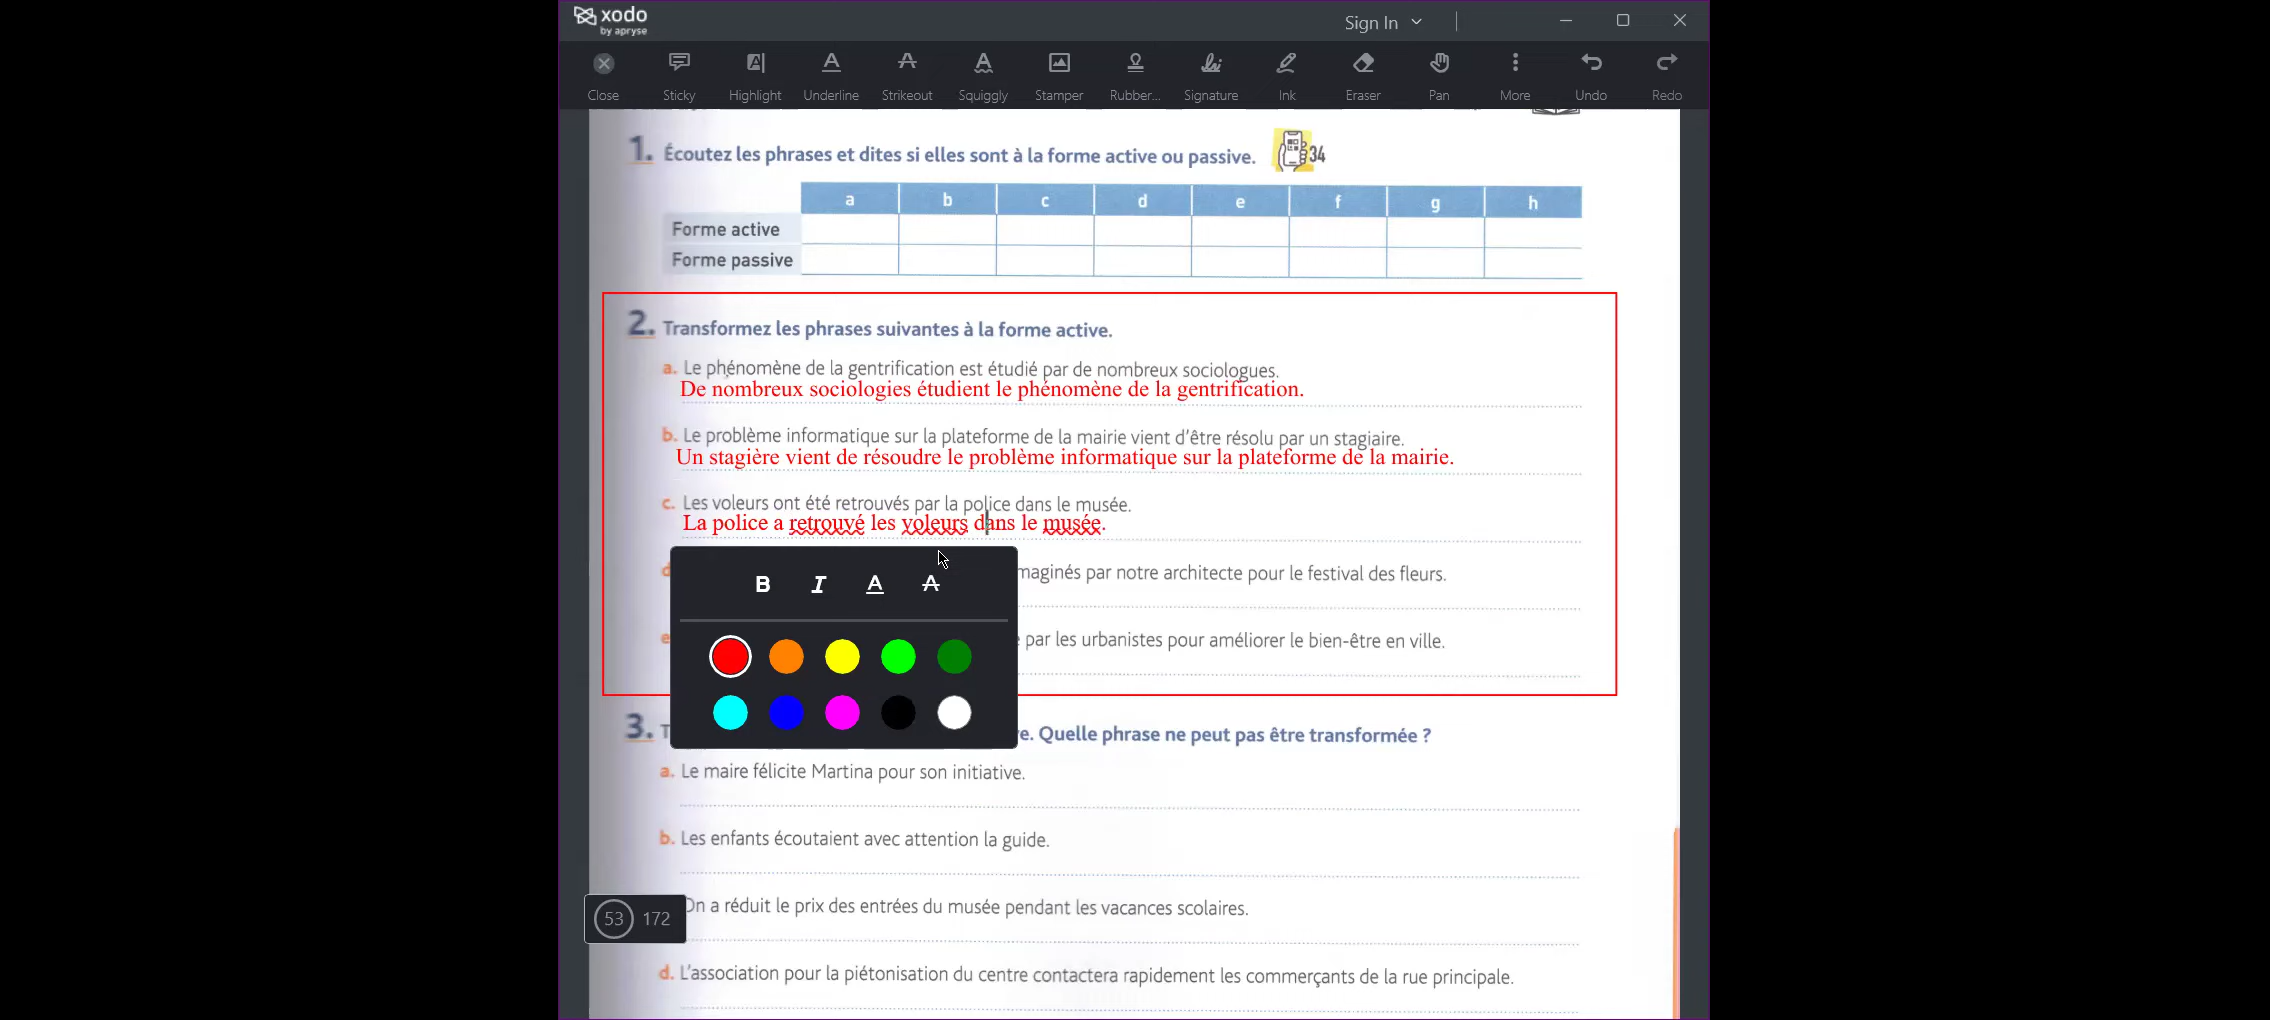 xodo
by apryse
Sign In
Close Sticky Highlight Underline Strikeout Squiggly Stamper Rubber... Signature Ink Eraser Pan More Undo Redo
1. Écoutez les phrases et dites si elles sont à la forme active ou passive. 34
a b c d e f g h
Forme active
Forme passive
2. Transformez les phrases suivantes à la forme active.
a. Le phénomène de la gentrification est étudié par de nombreux sociologues.
De nombreux sociologies étudient le phénomène de la gentrification.
b. Le problème informatique sur la plateforme de la mairie vient d'être résolu par un stagiaire.
Un stagière vient de résoudre le problème informatique sur la plateforme de la mairie.
c. Les voleurs ont été retrouvés par la police dans le musée.
La police a retrouvé les voleurs dans le musée.
maginés par notre architecte pour le festival des fleurs.
par les urbanistes pour améliorer le bien-être en ville.
B I A A
3. Quelle phrase ne peut pas être transformée ?
a. Le maire félicite Martina pour son initiative.
b. Les enfants écoutaient avec attention la guide.
On a réduit le prix des entrées du musée pendant les vacances scolaires.
53 172
d. L'association pour la piétonisation du centre contactera rapidement les commerçants de la rue principale.